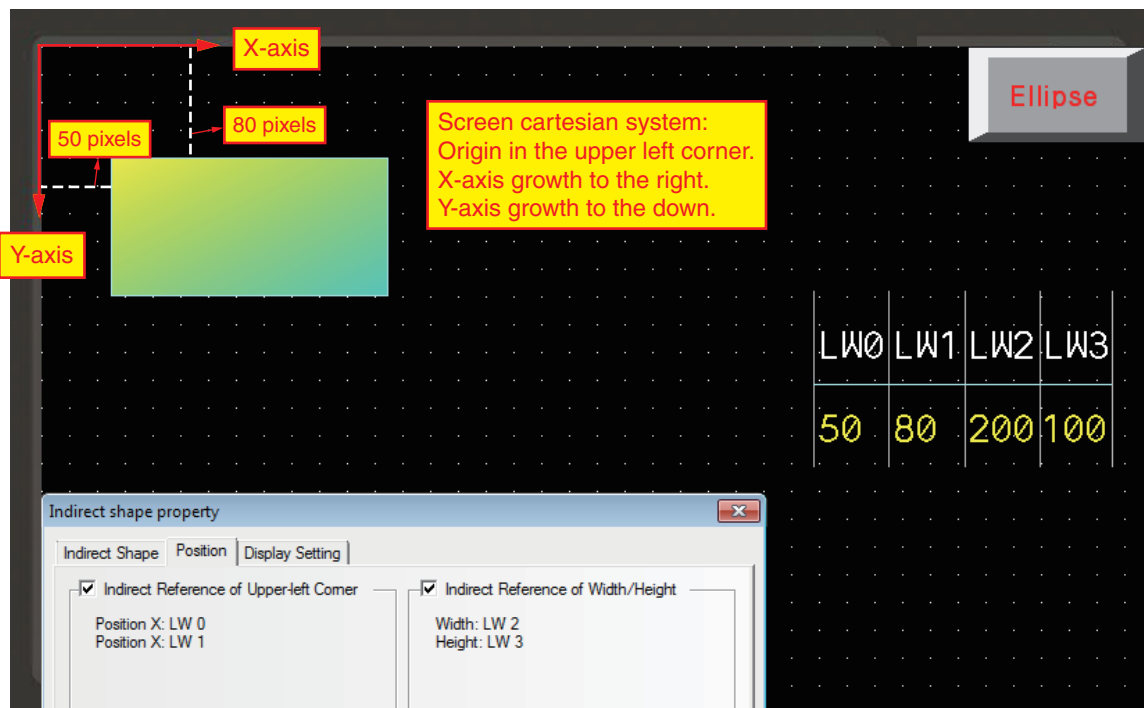 X-axis
Ellipse
80 pixels
50 pixels
Screen cartesian system:
Origin in the upper left corner.
X-axis growth to the right.
Y-axis growth to the down.
Y-axis
LW0 LW1 LW2 LW3
50 80 200 100
Indirect shape property
Indirect Shape Position Display Setting
Indirect Reference of Upper-left Corner
Position X: LW 0
Position X: LW 1
Indirect Reference of Width/Height
Width: LW 2
Height: LW 3